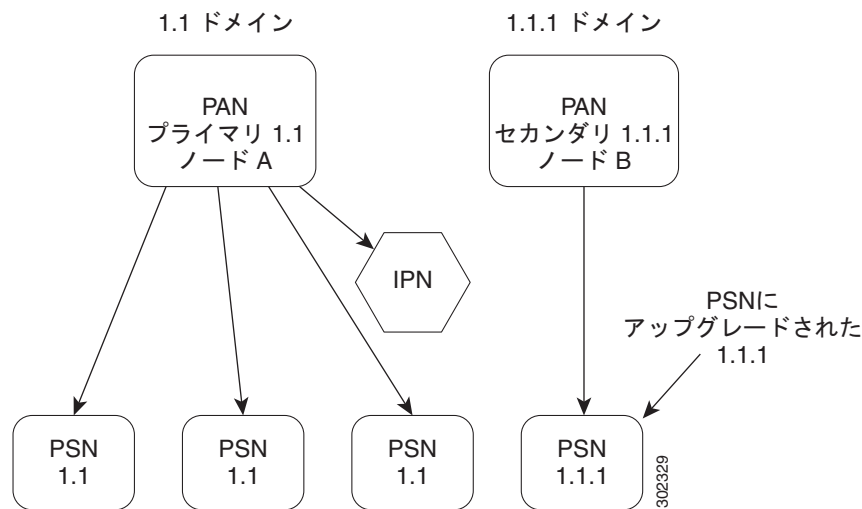 1.1 ドメイン
1.1.1 ドメイン
PAN
プライマリ 1.1
ノード A
PAN
セカンダリ 1.1.1
ノード B
IPN
PSNに
アップグレードされた
1.1.1
PSN
1.1
PSN
1.1
PSN
1.1
PSN
1.1.1
302329